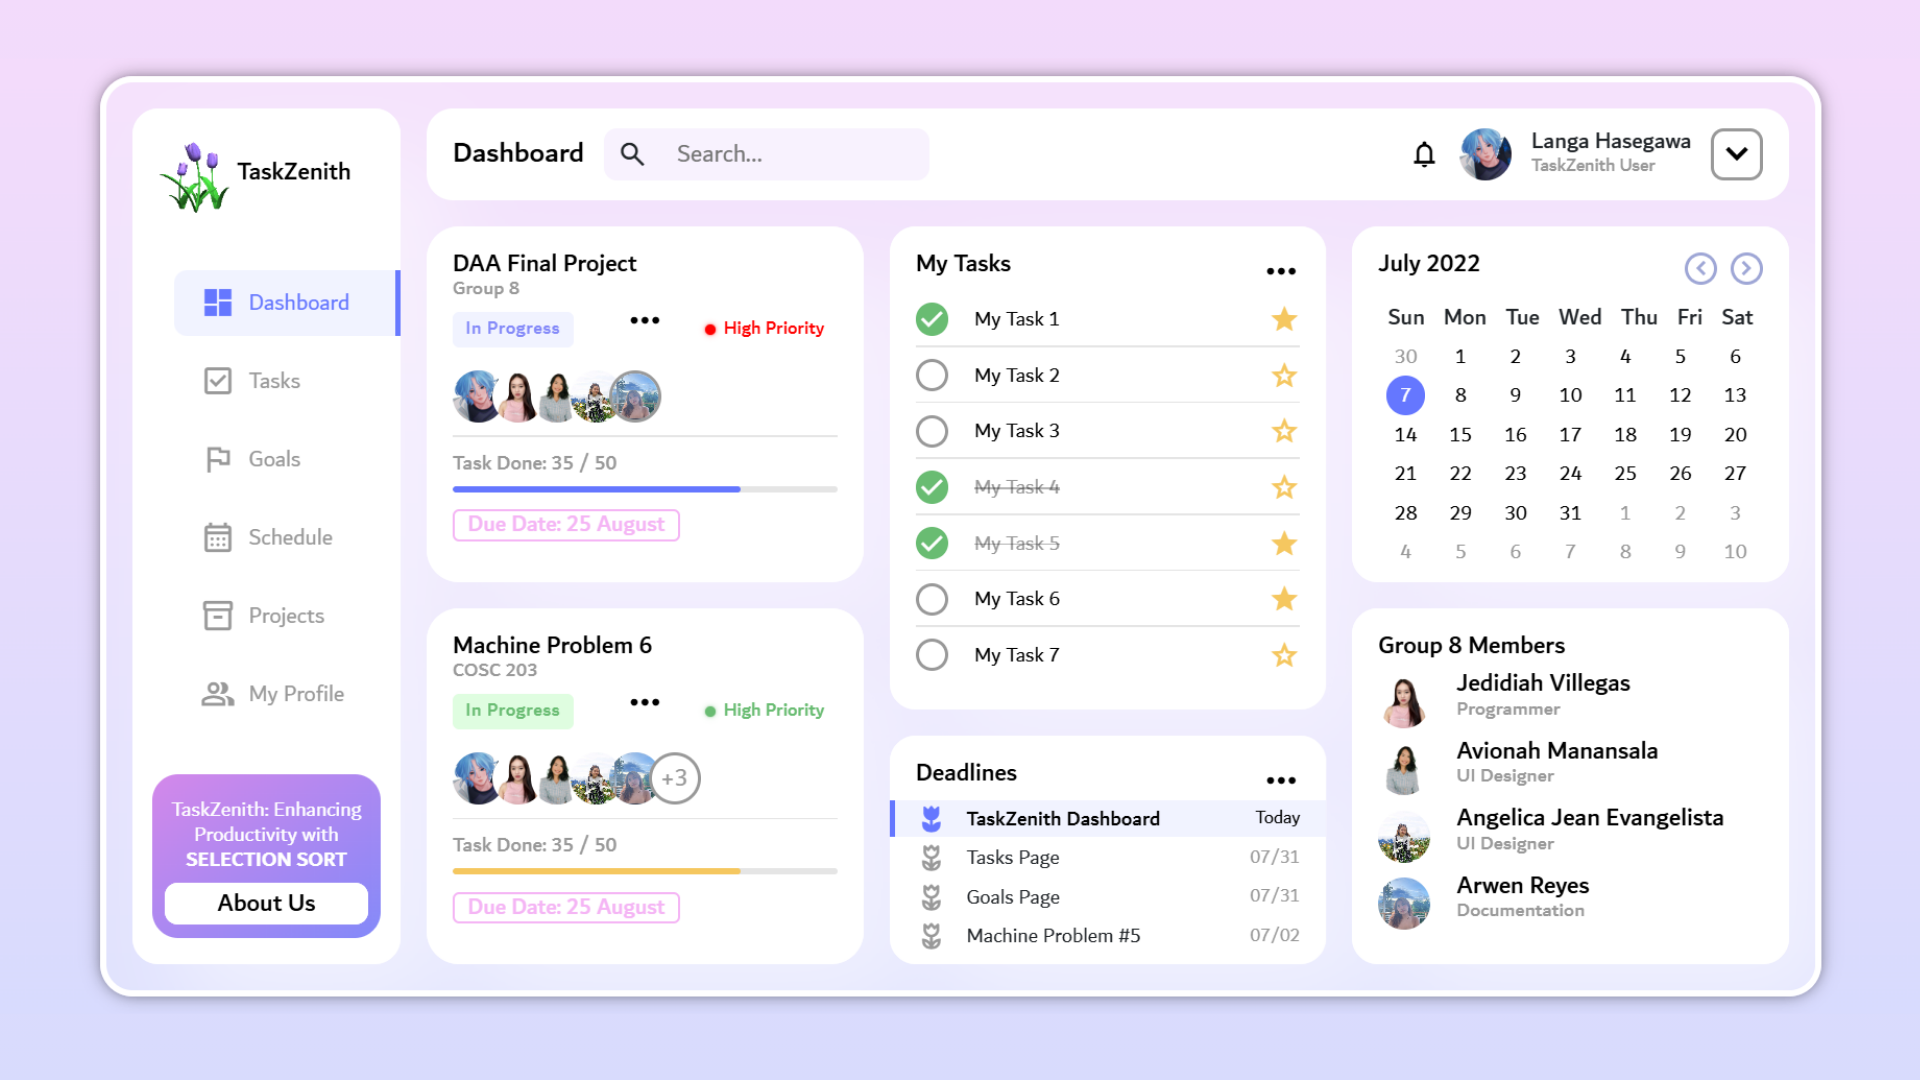 TaskZenith
Dashboard
Tasks
Goals
Schedule
Projects
My Profile
TaskZenith: Enhancing
Productivity with
SELECTION SORT
About Us
Dashboard
Search...
Langa Hasegawa
TaskZenith User
DAA Final Project
Group 8
In Progress
High Priority
Task Done: 35 / 50
Due Date: 25 August
Machine Problem 6
COSC 203
In Progress
High Priority
+3
Task Done: 35 / 50
Due Date: 25 August
My Tasks
My Task 1
My Task 2
My Task 3
My Task 4
My Task 5
My Task 6
My Task 7
Deadlines
TaskZenith Dashboard Today
Tasks Page 07/31
Goals Page 07/31
Machine Problem #5 07/02
July 2022
Sun Mon Tue Wed Thu Fri Sat
30 1 2 3 4 5 6
7 8 9 10 11 12 13
14 15 16 17 18 19 20
21 22 23 24 25 26 27
28 29 30 31 1 2 3
4 5 6 7 8 9 10
Group 8 Members
Jedidiah Villegas
Programmer
Avionah Manansala
UI Designer
Angelica Jean Evangelista
UI Designer
Arwen Reyes
Documentation